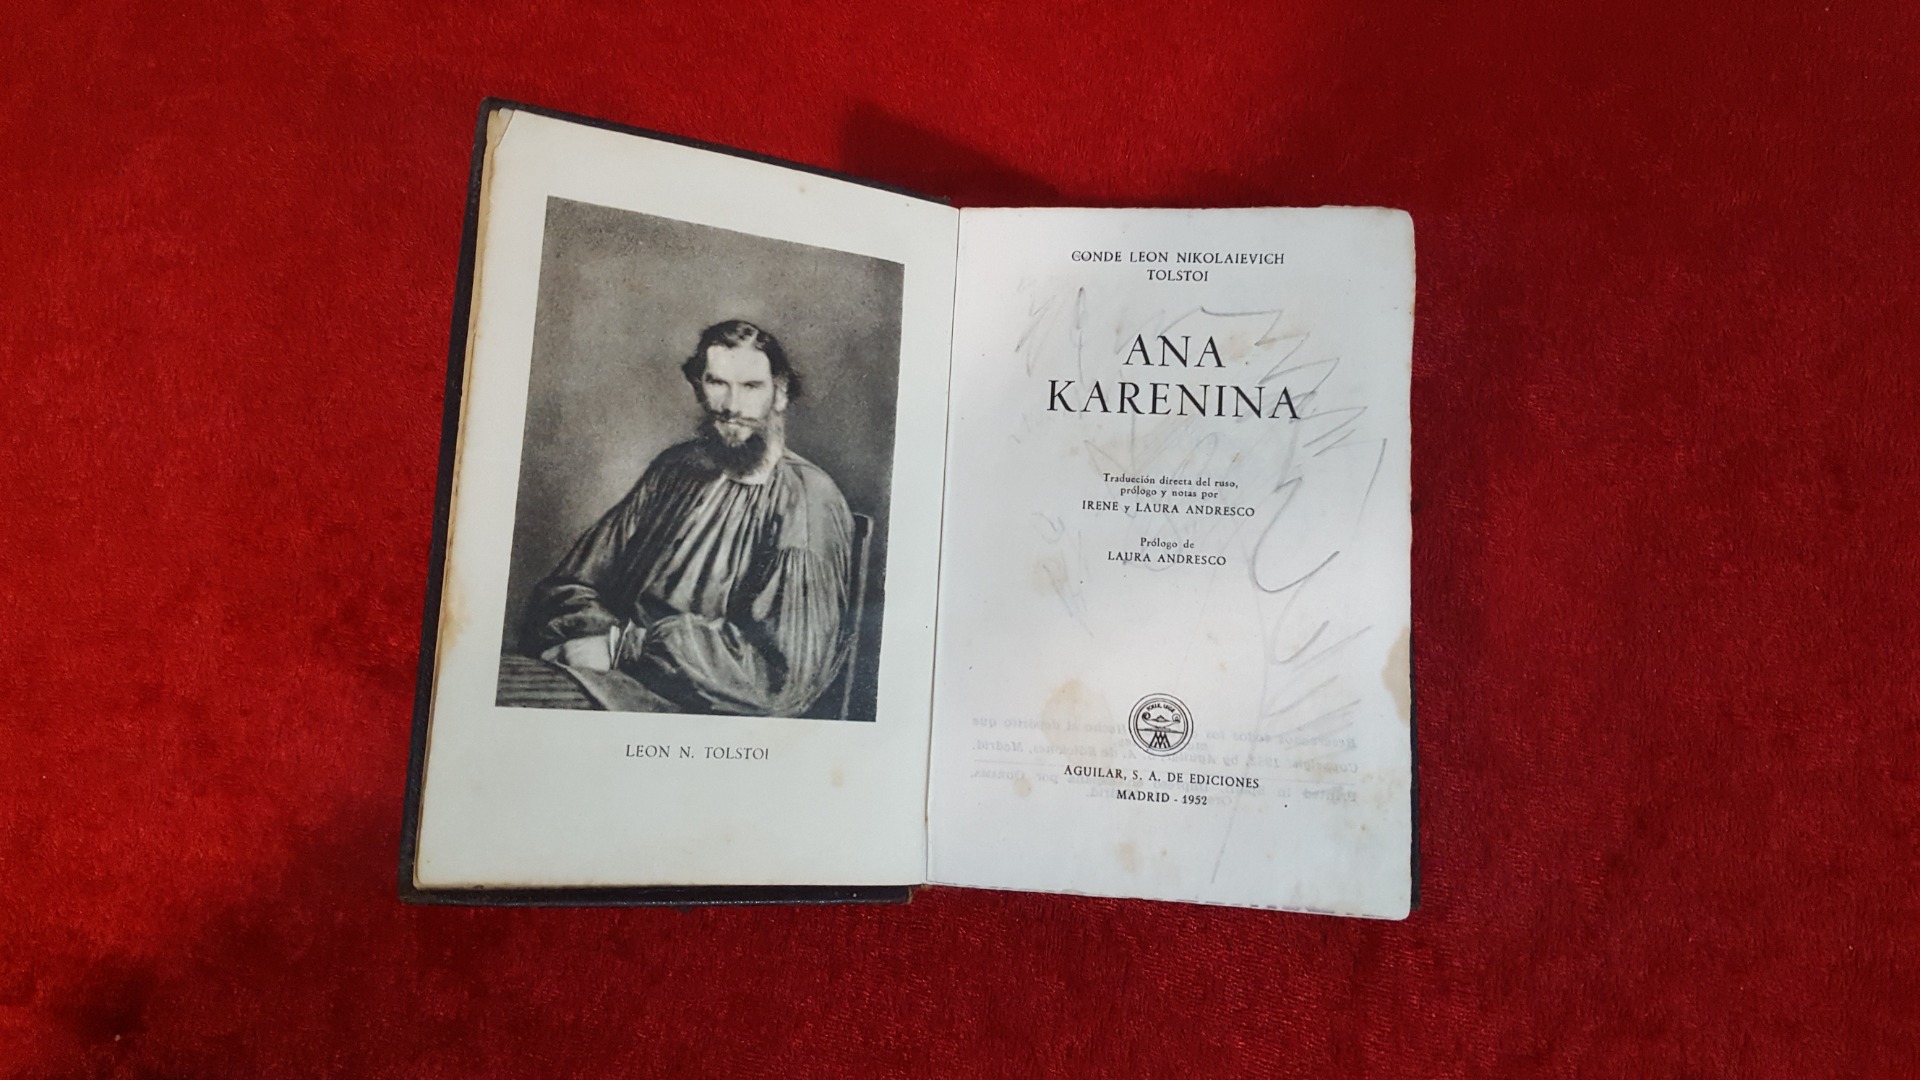 LEON N. TOLSTOI
CONDE LEON NIKOLAIEVICH
TOLSTOI
ANA
KARENINA
Traducción directa del ruso,
prólogo y notas por
IRENE y LAURA ANDRESCO
Prólogo de
LAURA ANDRESCO
AGUILAR, S. A. DE EDICIONES
MADRID - 1952